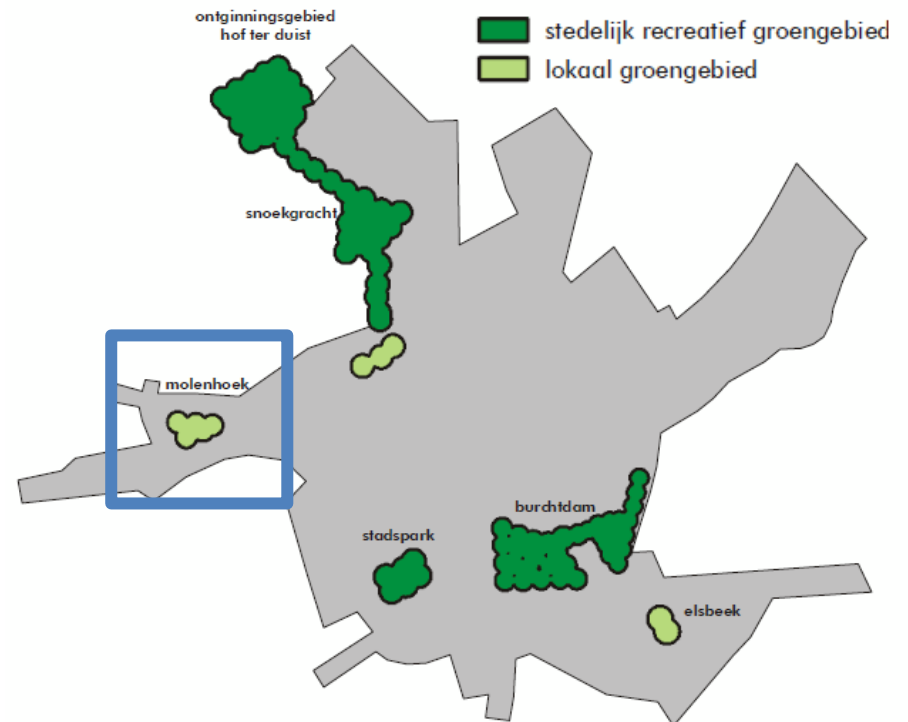 ontginningsgebied
hof ter duist
stedelijk recreatief groengebied
lokaal groengebied
snoekgracht
molenhoek
burchtdam
stadspark
elsbeek